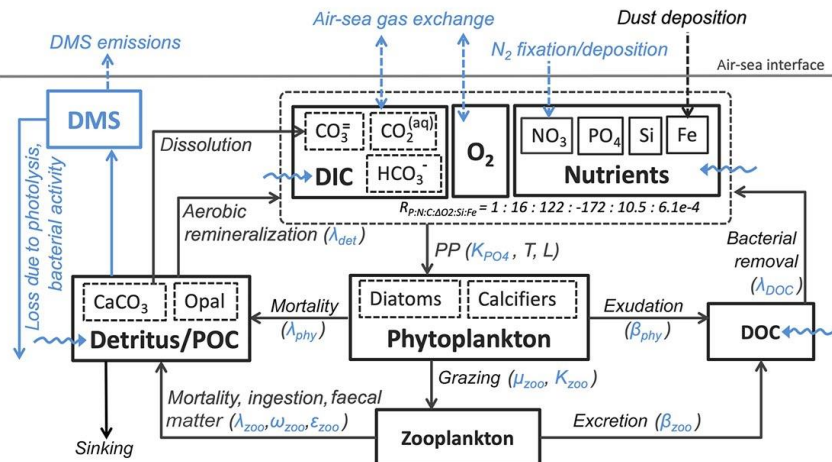 Air-sea gas exchange
Dust deposition
DMS emissions
N₂ fixation/deposition
Air-sea interface
DMS
Dissolution
CO₃⁼
CO₂(aq)
HCO₃⁻
DIC
O₂
NO₃
PO₄
Si
Fe
Nutrients
R P:N:C:ΔO2:Si:Fe = 1 : 16 : 122 : -172 : 10.5 : 6.1e-4
Loss due to photolysis,
bacterial activity
Aerobic
remineralization (λdet)
PP (KPO4 , T, L)
Bacterial
removal
(λDOC)
CaCO₃
Opal
Detritus/POC
Mortality
(λphy)
Diatoms
Calcifiers
Phytoplankton
Exudation
(βphy)
DOC
Grazing (μzoo, Kzoo)
Mortality, ingestion, faecal
matter (λzoo,ωzoo,εzoo)
Excretion (βzoo)
Zooplankton
Sinking